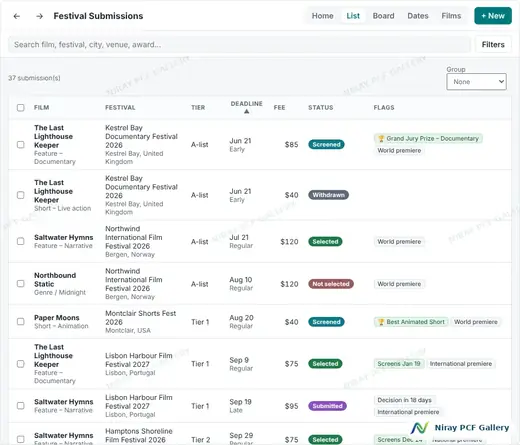 Festival Submissions
Home List Board Dates Films + New
Search film, festival, city, venue, award... Filters
37 submission(s)
Group
None
FILM FESTIVAL TIER DEADLINE ▲ FEE STATUS FLAGS
The Last Lighthouse Keeper
Feature – Documentary
Kestrel Bay Documentary Festival 2026
Kestrel Bay, United Kingdom
A-list
Jun 21
Early
$85
Screened
🏆 Grand Jury Prize – Documentary
World premiere
The Last Lighthouse Keeper
Short – Live action
Kestrel Bay Documentary Festival 2026
Kestrel Bay, United Kingdom
A-list
Jun 21
Early
$40
Withdrawn
Saltwater Hymns
Feature – Narrative
Northwind International Film Festival 2026
Bergen, Norway
A-list
Jul 21
Regular
$120
Selected
World premiere
Northbound Static
Genre / Midnight
Northwind International Film Festival 2026
Bergen, Norway
A-list
Aug 10
Regular
$120
Not selected
World premiere
Paper Moons
Short – Animation
Montclair Shorts Fest 2026
Montclair, USA
Tier 1
Aug 20
Regular
$40
Screened
🏆 Best Animated Short
World premiere
The Last Lighthouse Keeper
Feature – Documentary
Lisbon Harbour Film Festival 2027
Lisbon, Portugal
Tier 1
Sep 9
Regular
$75
Selected
Screens Jan 19
International premiere
Saltwater Hymns
Feature – Narrative
Lisbon Harbour Film Festival 2027
Lisbon, Portugal
Tier 1
Sep 19
Late
$95
Submitted
Decision in 18 days
International premiere
Saltwater Hymns
Feature – Narrative
Hamptons Shoreline Film Festival 2026
Tier 2
Sep 29
Regular
$75
Selected
Screens Dec
premiere
Niray PCF Gallery